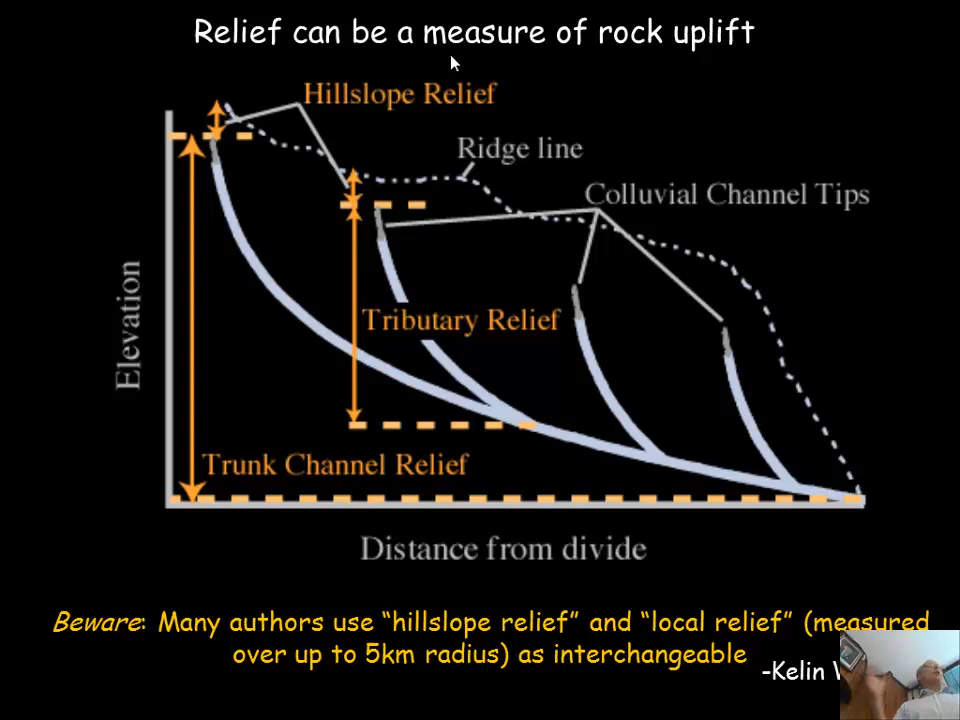 Relief can be a measure of rock uplift
Hillslope Relief
Ridge line
Colluvial Channel Tips
Elevation
Tributary Relief
Trunk Channel Relief
Distance from divide
Beware: Many authors use “hillslope relief” and “local relief” (measured
over up to 5km radius) as interchangeable
-Kelin